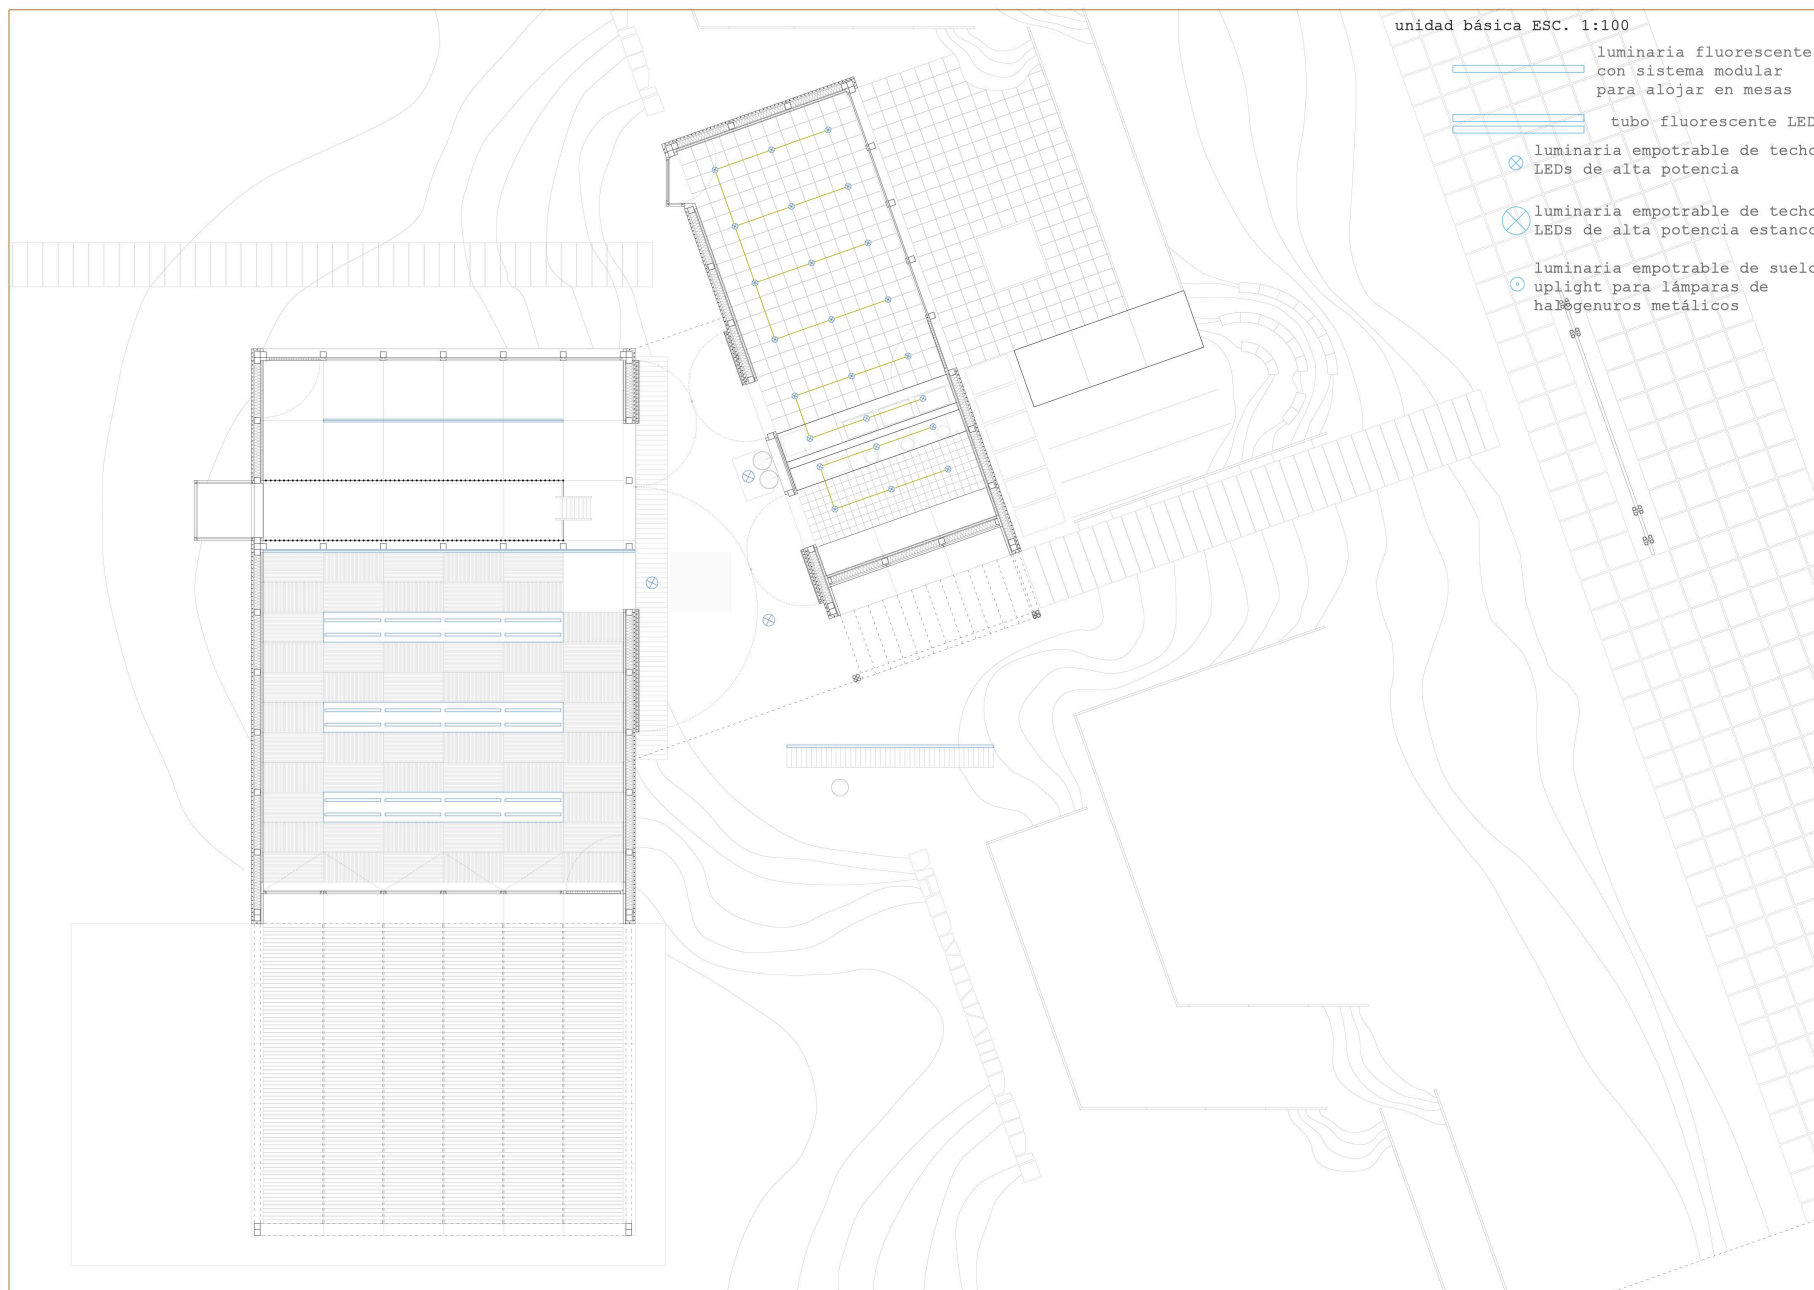 unidad básica ESC. 1:100
luminaria fluorescente
con sistema modular
para alojar en mesas
tubo fluorescente LED
luminaria empotrable de techo
LEDs de alta potencia
luminaria empotrable de techo
LEDs de alta potencia estanco
luminaria empotrable de suelo
uplight para lámparas de
halogenuros metálicos